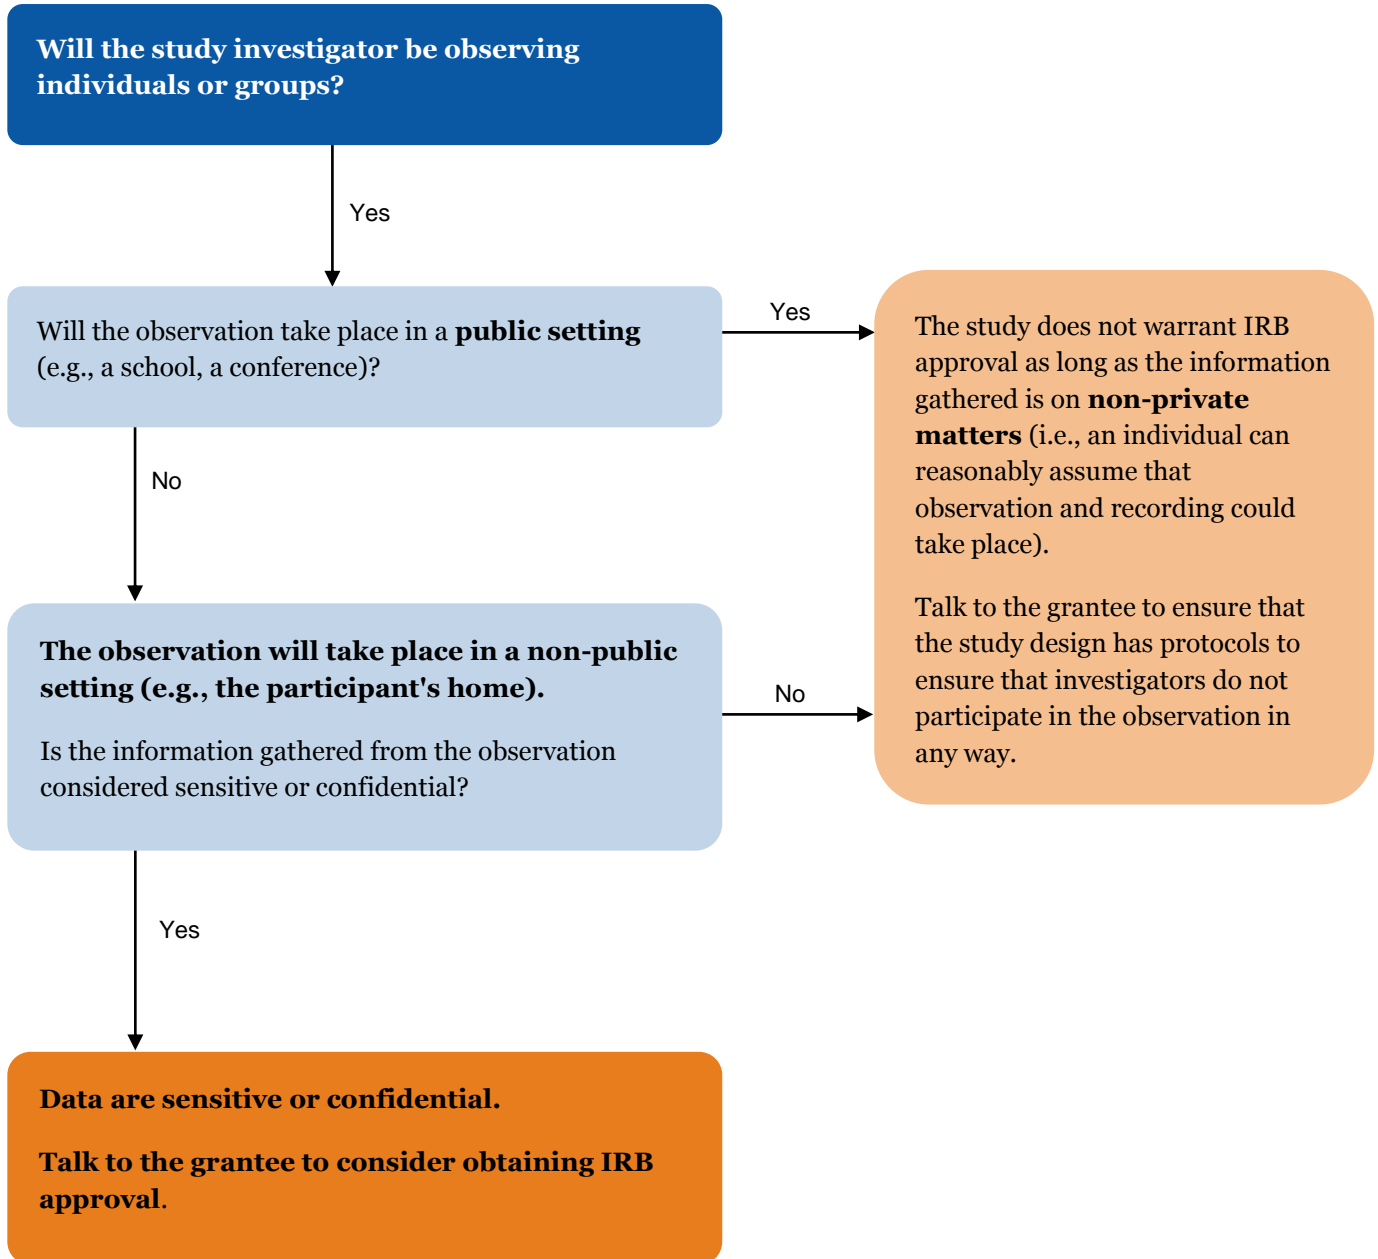 Will the study investigator be observing
individuals or groups?
Yes
Will the observation take place in a public setting
(e.g., a school, a conference)?
Yes
The study does not warrant IRB
approval as long as the information
gathered is on non-private
matters (i.e., an individual can
reasonably assume that
observation and recording could
take place).
Talk to the grantee to ensure that
the study design has protocols to
ensure that investigators do not
participate in the observation in
any way.
No
The observation will take place in a non-public
setting (e.g., the participant's home).
Is the information gathered from the observation
considered sensitive or confidential?
No
Yes
Data are sensitive or confidential.
Talk to the grantee to consider obtaining IRB
approval.